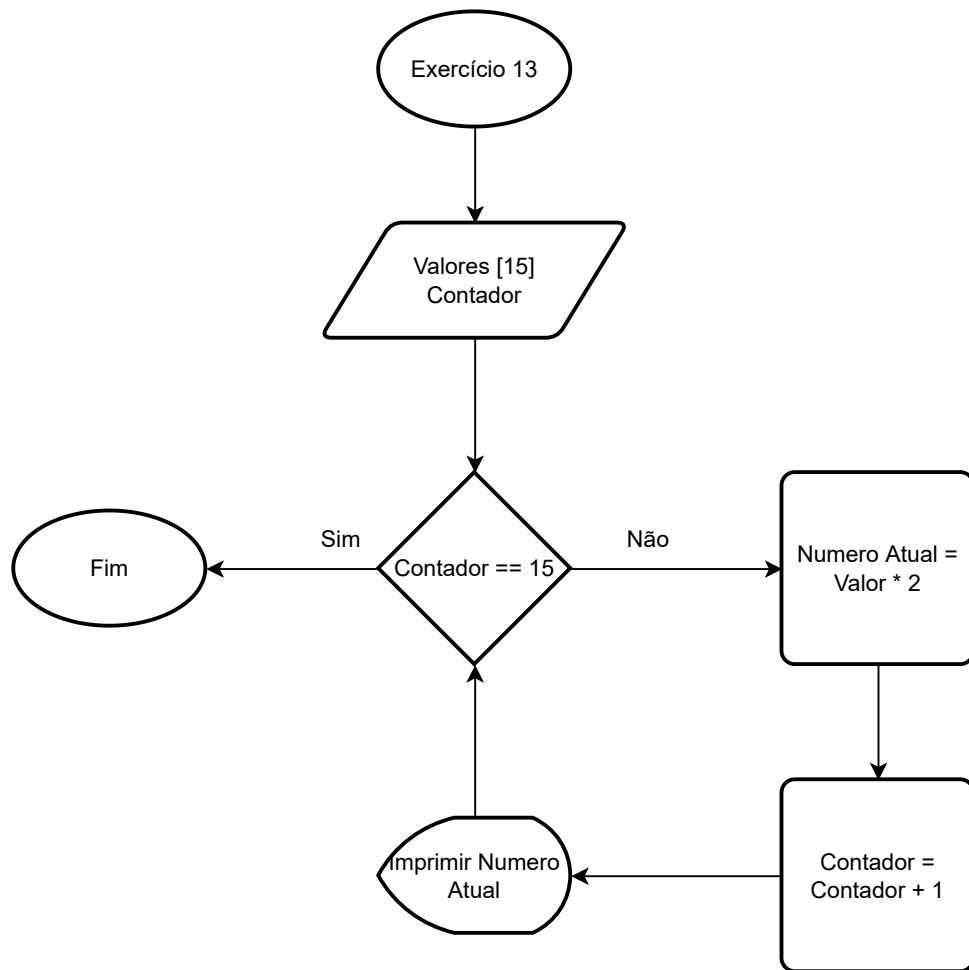 Exercício 13
Valores [15]
Contador
Sim
Não
Fim
Contador == 15
Numero Atual =
Valor * 2
Imprimir Numero
Atual
Contador =
Contador + 1